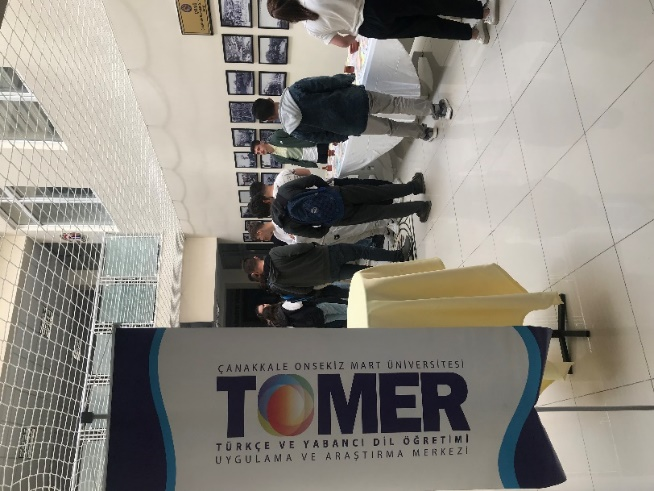 ÇANAKKALE ONSEKİZ MART ÜNİVERSİTESİ
TÖMER
TÜRKÇE VE YABANCI DİL ÖĞRETİMİ
UYGULAMA VE ARAŞTIRMA MERKEZİ